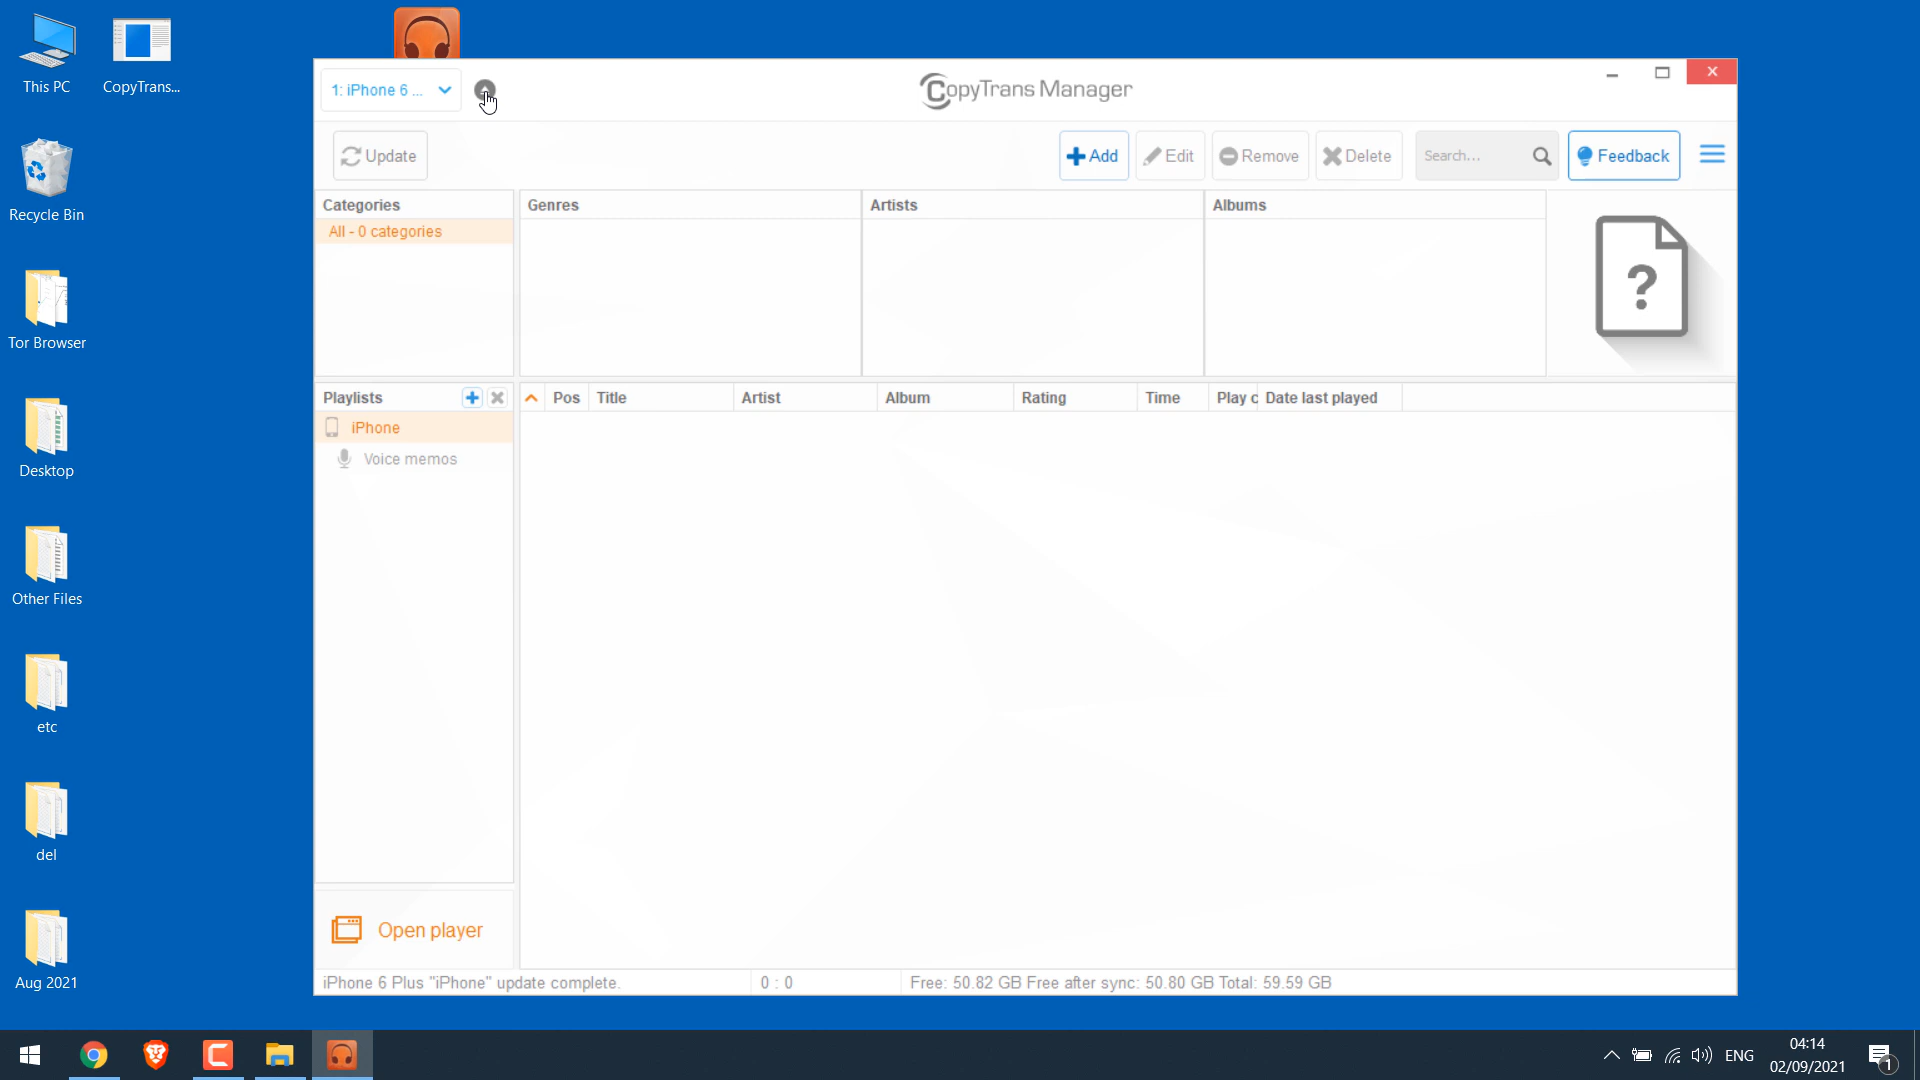 This PC
CopyTrans...
Recycle Bin
Tor Browser
Desktop
Other Files
etc
del
Aug 2021
1: iPhone 6 ...
CopyTrans Manager
Update
Add
Edit
Remove
Delete
Search...
Feedback
Categories
Genres
Artists
Albums
All - 0 categories
?
Playlists
Pos
Title
Artist
Album
Rating
Time
Play c
Date last played
iPhone
Voice memos
Open player
iPhone 6 Plus "iPhone" update complete.
0 : 0
Free: 50.82 GB Free after sync: 50.80 GB Total: 59.59 GB
ENG
04:14
02/09/2021
1